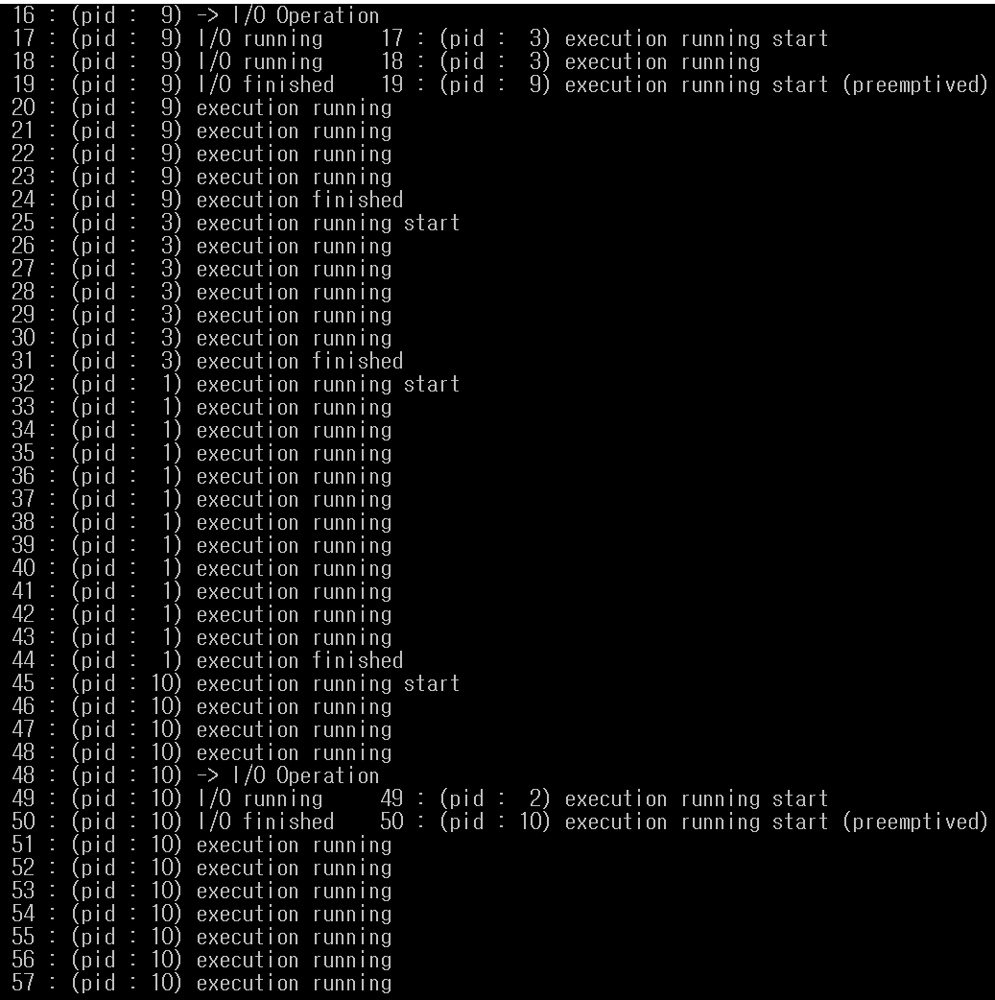 16 : (pid :  9) -> I/O Operation
17 : (pid :  9) I/O running     17 : (pid :  3) execution running start
18 : (pid :  9) I/O running     18 : (pid :  3) execution running
19 : (pid :  9) I/O finished    19 : (pid :  9) execution running start (preemptived)
20 : (pid :  9) execution running
21 : (pid :  9) execution running
22 : (pid :  9) execution running
23 : (pid :  9) execution running
24 : (pid :  9) execution finished
25 : (pid :  3) execution running start
26 : (pid :  3) execution running
27 : (pid :  3) execution running
28 : (pid :  3) execution running
29 : (pid :  3) execution running
30 : (pid :  3) execution running
31 : (pid :  3) execution finished
32 : (pid :  1) execution running start
33 : (pid :  1) execution running
34 : (pid :  1) execution running
35 : (pid :  1) execution running
36 : (pid :  1) execution running
37 : (pid :  1) execution running
38 : (pid :  1) execution running
39 : (pid :  1) execution running
40 : (pid :  1) execution running
41 : (pid :  1) execution running
42 : (pid :  1) execution running
43 : (pid :  1) execution running
44 : (pid :  1) execution finished
45 : (pid : 10) execution running start
46 : (pid : 10) execution running
47 : (pid : 10) execution running
48 : (pid : 10) execution running
48 : (pid : 10) -> I/O Operation
49 : (pid : 10) I/O running     49 : (pid :  2) execution running start
50 : (pid : 10) I/O finished    50 : (pid : 10) execution running start (preemptived)
51 : (pid : 10) execution running
52 : (pid : 10) execution running
53 : (pid : 10) execution running
54 : (pid : 10) execution running
55 : (pid : 10) execution running
56 : (pid : 10) execution running
57 : (pid : 10) execution running